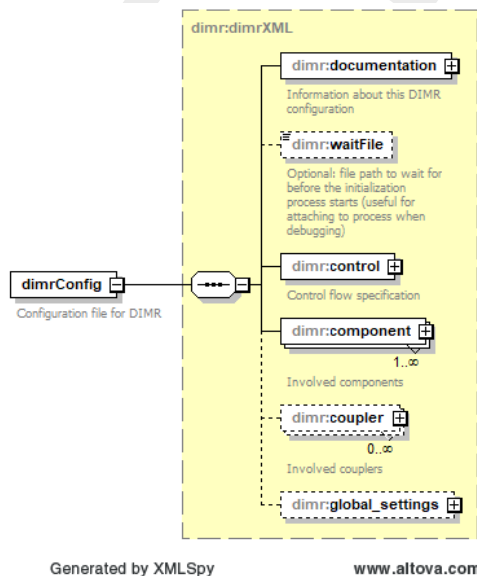 dimr:dimrXML
dimr:documentation
Information about this DIMR
configuration
dimr:waitFile
Optional: file path to wait for
before the initialization
process starts (useful for
attaching to process when
debugging)
dimrConfig
Configuration file for DIMR
dimr:control
Control flow specification
dimr:component
1..∞
Involved components
dimr:coupler
0..∞
Involved couplers
dimr:global_settings
Generated by XMLSpy
www.altova.com